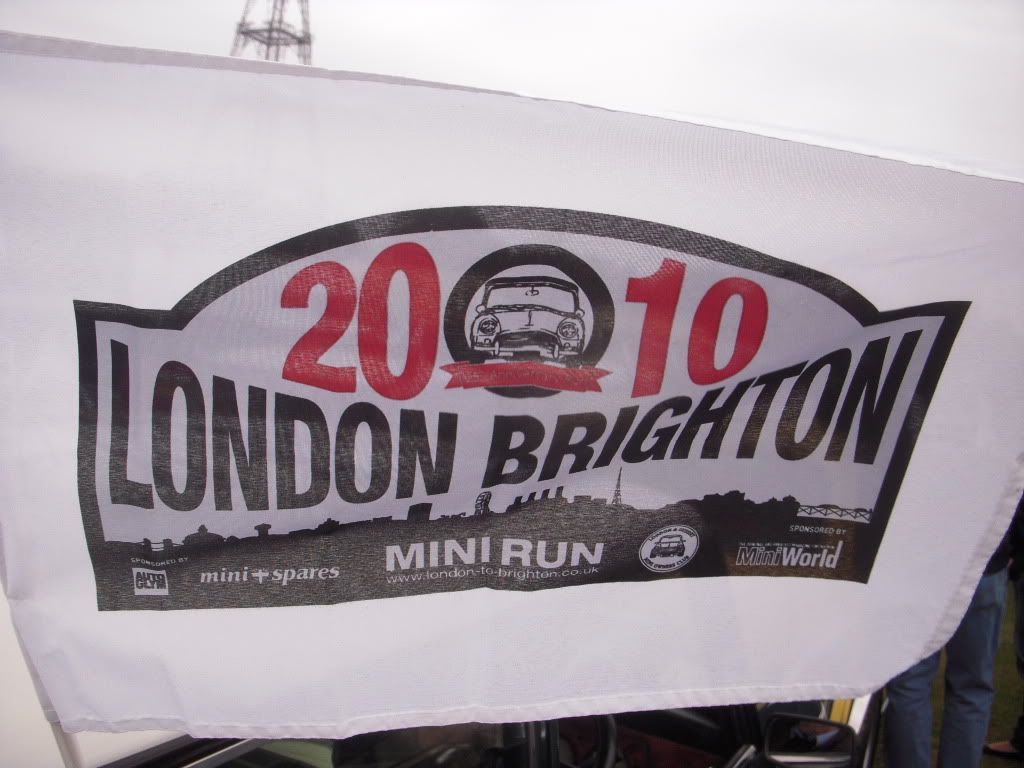 2010
LONDON BRIGHTON
SPONSORED BY
SPONSORED BY
mini+spares
MINI RUN
www.london-to-brighton.co.uk
MiniWorld